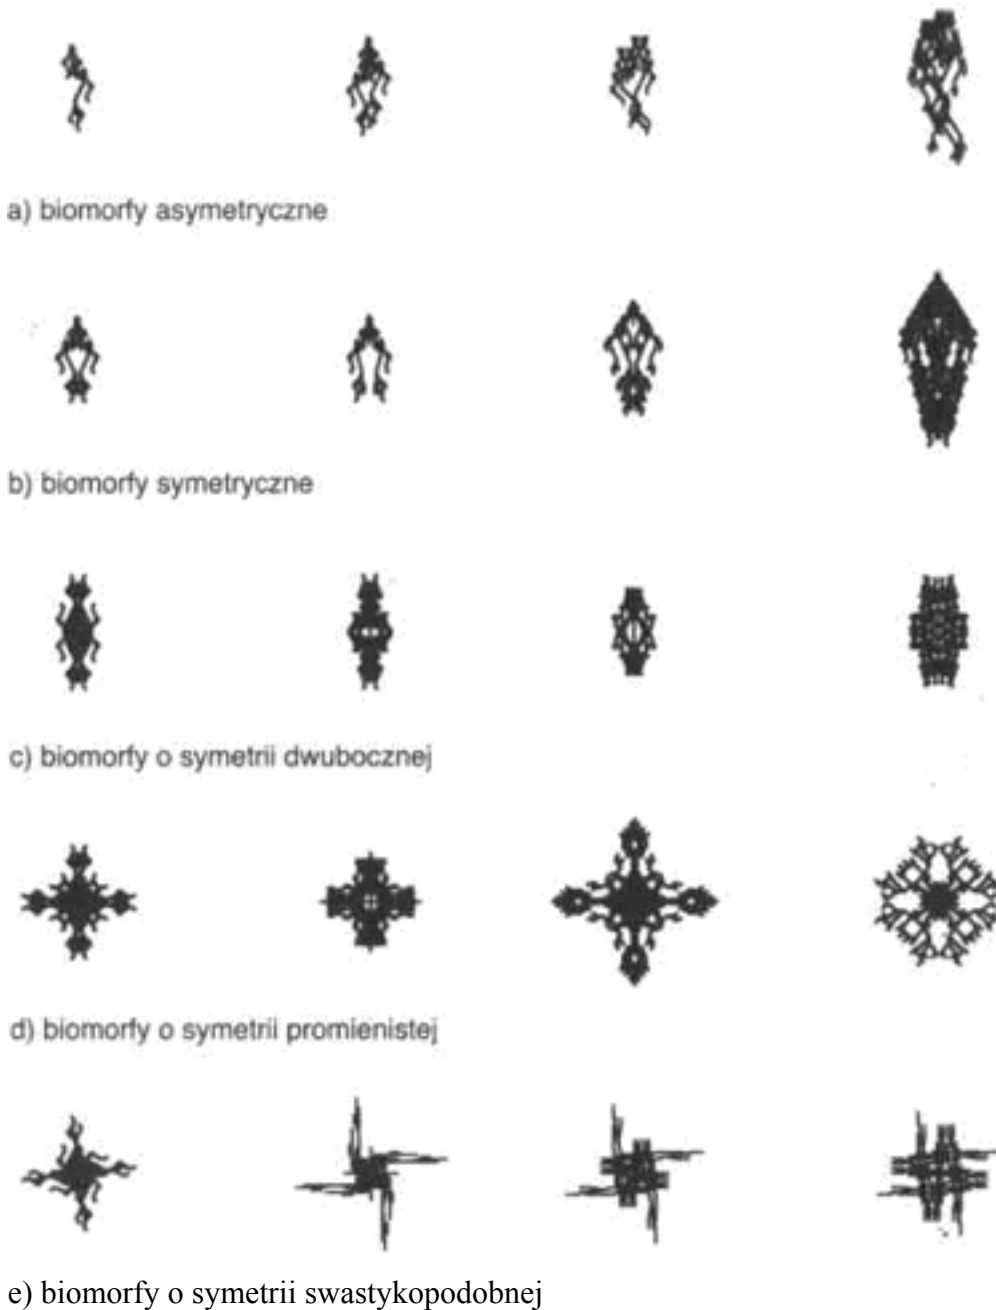 a) biomorfy asymetryczne
b) biomorfy symetryczne
c) biomorfy o symetrii dwubocznej
d) biomorfy o symetrii promienistej
e) biomorfy o symetrii swastykopodobnej